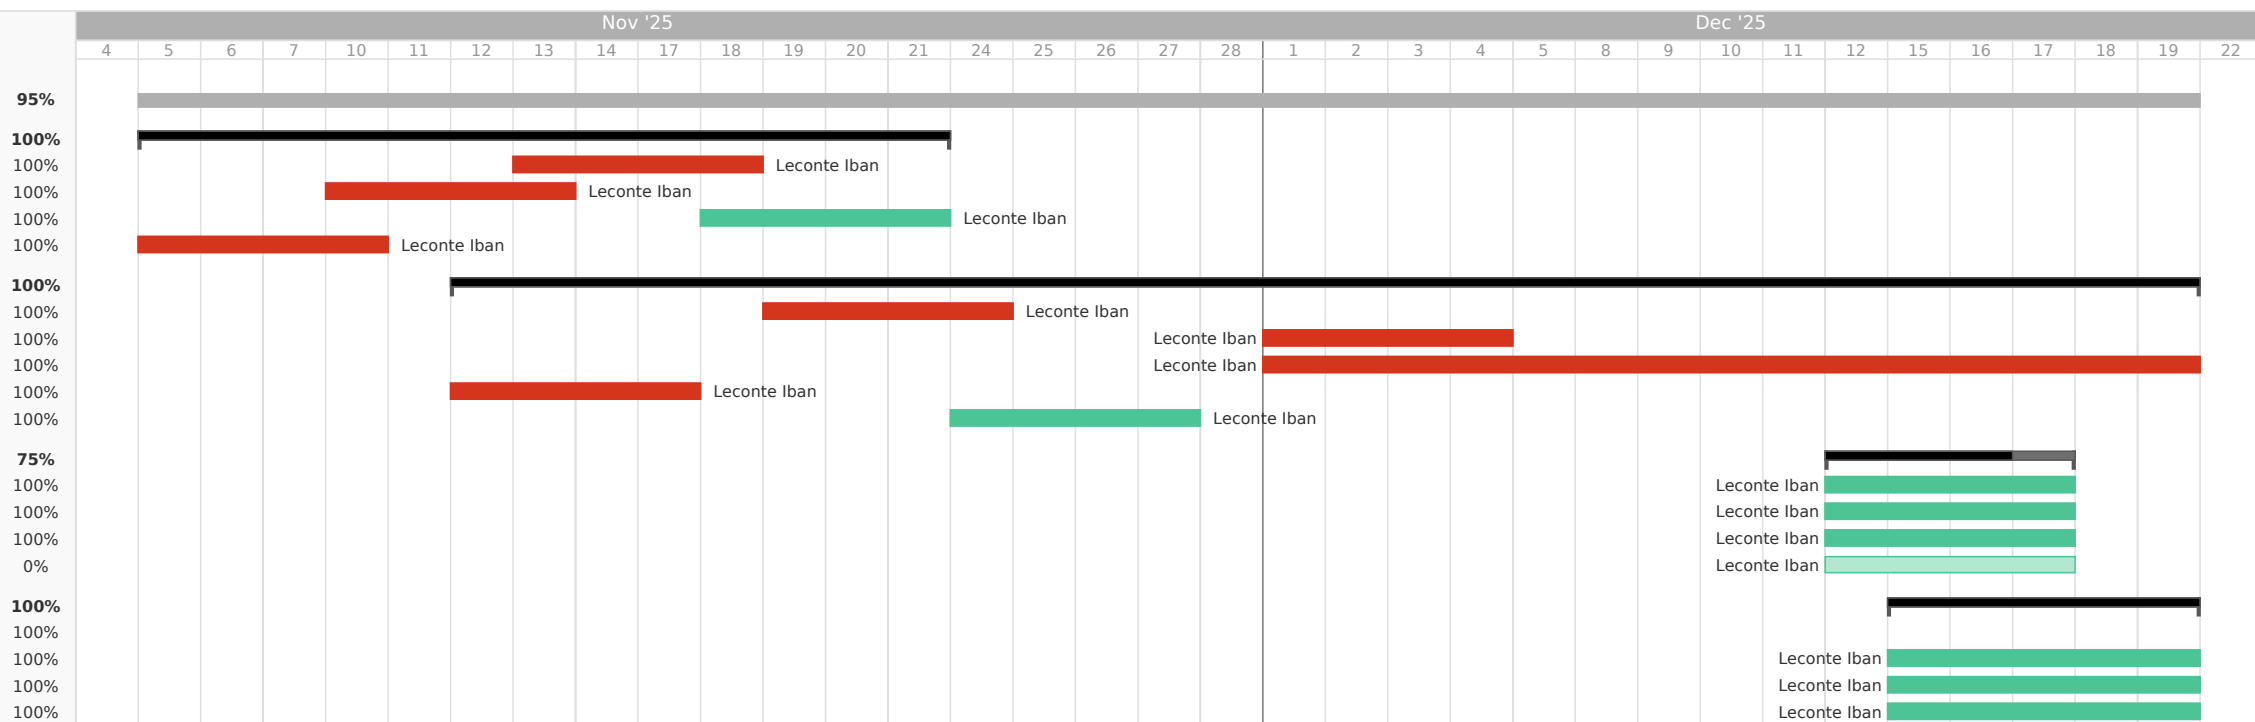 Nov '25 Dec '25
4 5 6 7 10 11 12 13 14 17 18 19 20 21 24 25 26 27 28 1 2 3 4 5 8 9 10 11 12 15 16 17 18 19 22
95%
100%
100% Leconte Iban
100% Leconte Iban
100% Leconte Iban
100% Leconte Iban
100%
100% Leconte Iban
100% Leconte Iban
100% Leconte Iban
100% Leconte Iban
100% Leconte Iban
75%
100% Leconte Iban
100% Leconte Iban
100% Leconte Iban
0% Leconte Iban
100%
100%
100% Leconte Iban
100% Leconte Iban
100% Leconte Iban